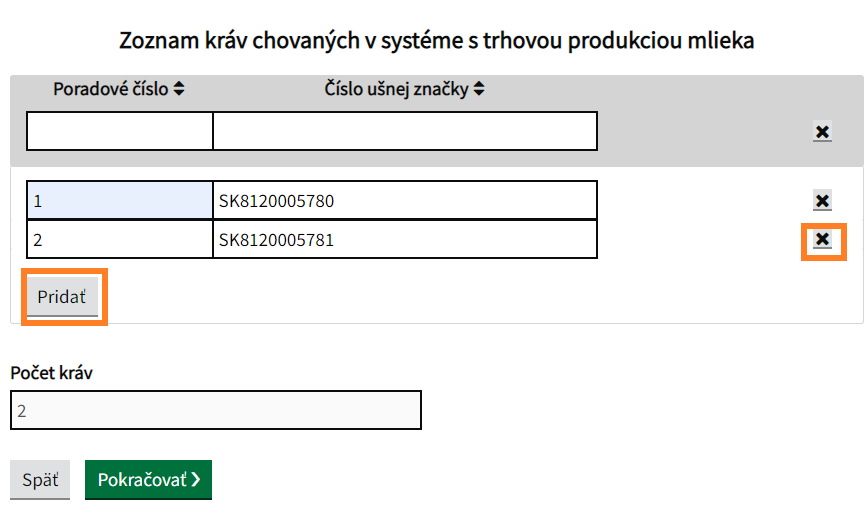 Zoznam kráv chovaných v systéme s trhovou produkciou mlieka
Poradové číslo Číslo ušnej značky
1 SK8120005780
2 SK8120005781
Pridať
Počet kráv
2
Späť Pokračovať